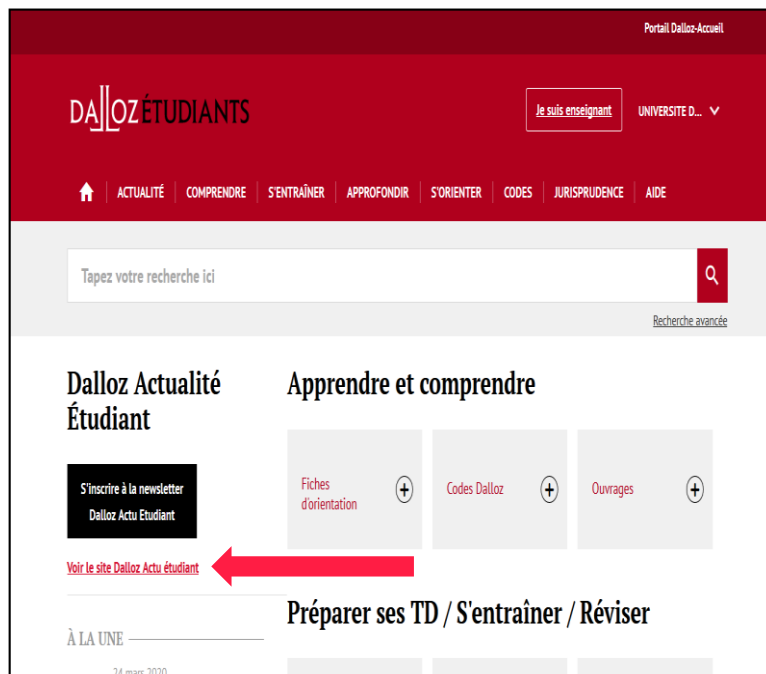 Portail Dalloz-Accueil
DALLOZ ÉTUDIANTS
Je suis enseignant
UNIVERSITE D...
ACTUALITÉ
COMPRENDRE
S'ENTRAÎNER
APPROFONDIR
S'ORIENTER
CODES
JURISPRUDENCE
AIDE
Tapez votre recherche ici
Recherche avancée
Dalloz Actualité
Étudiant
S'inscrire à la newsletter
Dalloz Actu Etudiant
Voir le site Dalloz Actu étudiant
À LA UNE
24 mars 2020
Apprendre et comprendre
Fiches
d'orientation
Codes Dalloz
Ouvrages
Préparer ses TD / S'entraîner / Réviser